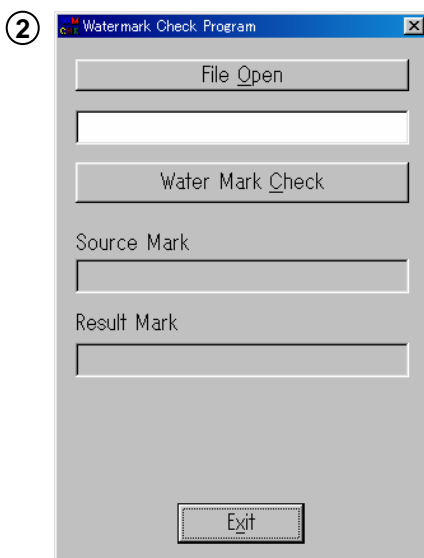 ②
Watermark Check Program
File Open
Water Mark Check
Source Mark
Result Mark
Exit